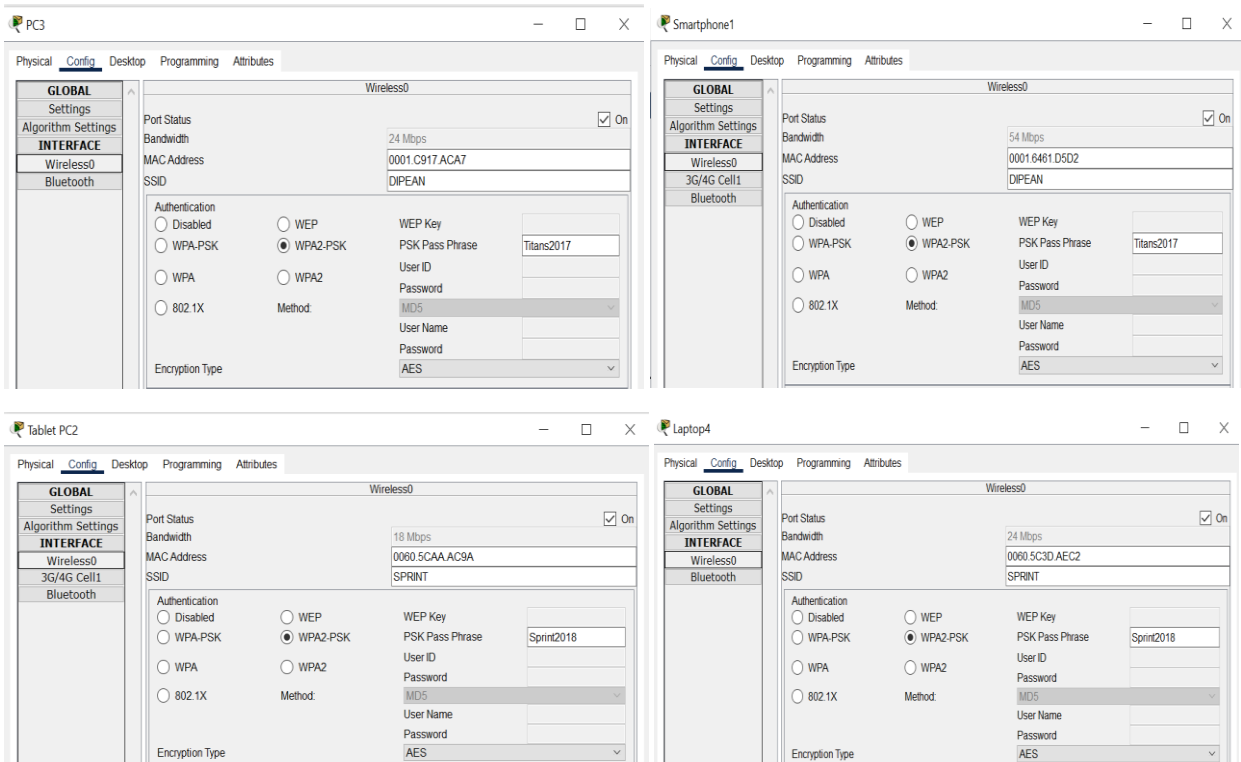 PC3
Physical Config Desktop Programming Attributes
GLOBAL
Settings
Algorithm Settings
INTERFACE
Wireless0
Bluetooth
Wireless0
Port Status On
Bandwidth 24 Mbps
MAC Address 0001.C917.ACA7
SSID DIPEAN
Authentication
Disabled WEP WEP Key
WPA-PSK WPA2-PSK PSK Pass Phrase Titans2017
User ID
WPA WPA2
Password
802.1X Method: MD5
User Name
Password
Encryption Type AES
Smartphone1
Physical Config Desktop Programming Attributes
GLOBAL
Settings
Algorithm Settings
INTERFACE
Wireless0
3G/4G Cell1
Bluetooth
Wireless0
Port Status On
Bandwidth 54 Mbps
MAC Address 0001.6461.D5D2
SSID DIPEAN
Authentication
Disabled WEP WEP Key
WPA-PSK WPA2-PSK PSK Pass Phrase Titans2017
User ID
WPA WPA2
Password
802.1X Method: MD5
User Name
Password
Encryption Type AES
Tablet PC2
Physical Config Desktop Programming Attributes
GLOBAL
Settings
Algorithm Settings
INTERFACE
Wireless0
3G/4G Cell1
Bluetooth
Wireless0
Port Status On
Bandwidth 18 Mbps
MAC Address 0060.5CAA.AC9A
SSID SPRINT
Authentication
Disabled WEP WEP Key
WPA-PSK WPA2-PSK PSK Pass Phrase Sprint2018
User ID
WPA WPA2
Password
802.1X Method: MD5
User Name
Password
Encryption Type AES
Laptop4
Physical Config Desktop Programming Attributes
GLOBAL
Settings
Algorithm Settings
INTERFACE
Wireless0
Bluetooth
Wireless0
Port Status On
Bandwidth 24 Mbps
MAC Address 0060.5C3D.AEC2
SSID SPRINT
Authentication
Disabled WEP WEP Key
WPA-PSK WPA2-PSK PSK Pass Phrase Sprint2018
User ID
WPA WPA2
Password
802.1X Method: MD5
User Name
Password
Encryption Type AES